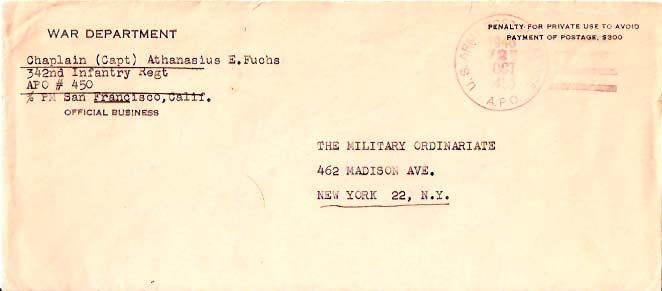 WAR DEPARTMENT
Chaplain (Capt) Athanasius E.Fuchs
342nd Infantry Regt
APO # 450
% PM San Francisco,Calif.
OFFICIAL BUSINESS
PENALTY FOR PRIVATE USE TO AVOID
PAYMENT OF POSTAGE, $300
U.S. ARMY
OCT
A.P.O.
THE MILITARY ORDINARIATE
462 MADISON AVE.
NEW YORK 22, N.Y.